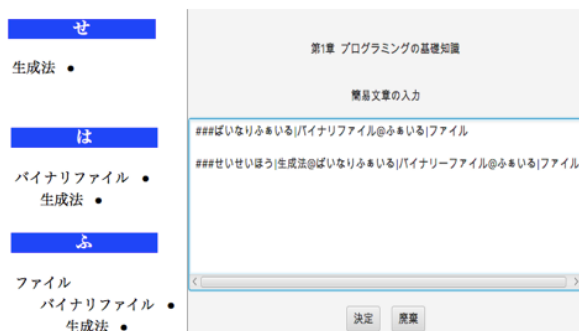 せ
生成法 ●
は
バイナリファイル ●
生成法 ●
ふ
ファイル
バイナリファイル ●
生成法 ●
第1章 プログラミングの基礎知識
簡易文章の入力
###ばいなりふぁいる|バイナリファイル@ふぁいる|ファイル
###せいせいほう|生成法@ばいなりふぁいる|バイナリーファイル@ふぁいる|ファイル
決定 廃棄